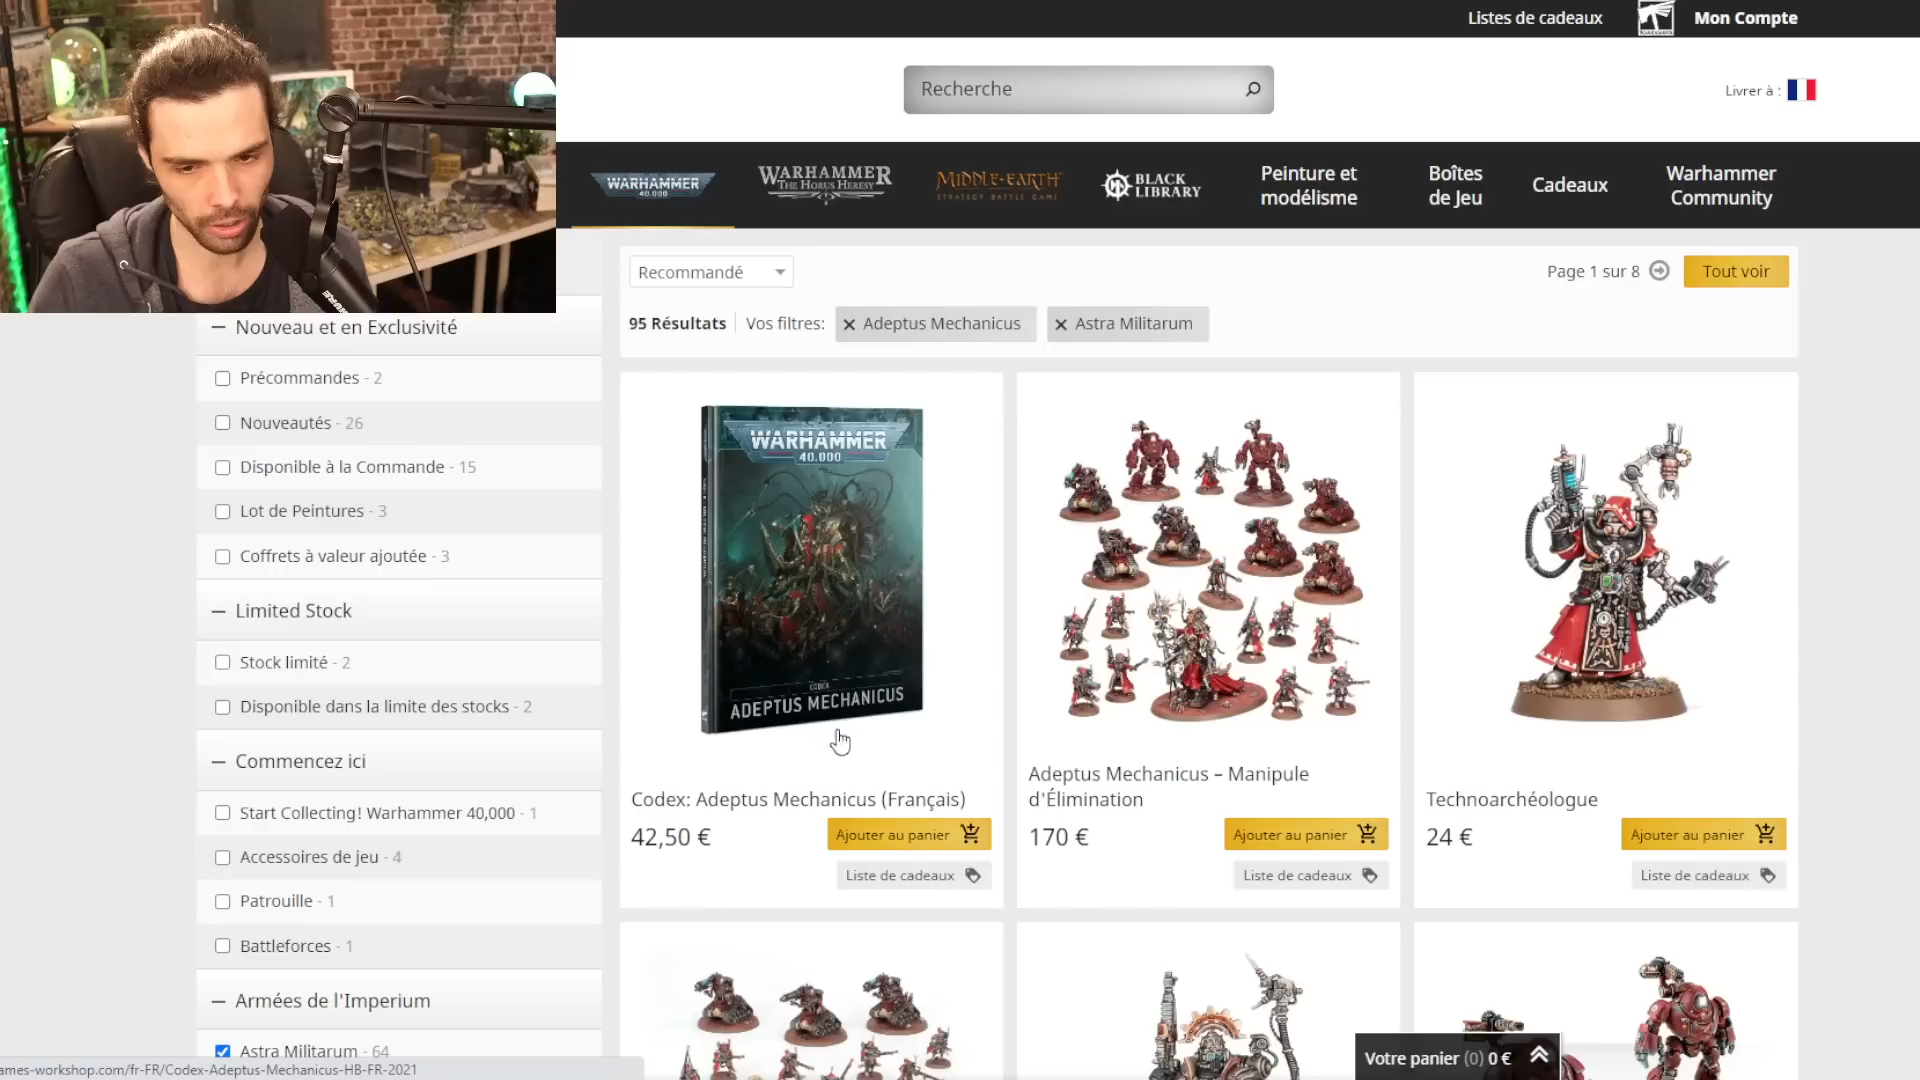 Listes de cadeaux
Mon Compte
Recherche
Livrer à :
WARHAMMER
40,000
WARHAMMER
THE HORUS HERESY
MIDDLE-EARTH
STRATEGY BATTLE GAME
BLACK
LIBRARY
Peinture et
modélisme
Boîtes
de Jeu
Cadeaux
Warhammer
Community
Recommandé
Page 1 sur 8
Tout voir
95 Résultats
Vos filtres:
Adeptus Mechanicus
Astra Militarum
Nouveau et en Exclusivité
Précommandes - 2
Nouveautés - 26
Disponible à la Commande - 15
Lot de Peintures - 3
Coffrets à valeur ajoutée - 3
Limited Stock
Stock limité - 2
Disponible dans la limite des stocks - 2
Commencez ici
Start Collecting! Warhammer 40,000 - 1
Accessoires de jeu - 4
Patrouille - 1
Battleforces - 1
Armées de l'Imperium
Astra Militarum - 64
WARHAMMER
40.000
CODEX
ADEPTUS MECHANICUS
Codex: Adeptus Mechanicus (Français)
42,50 €
Ajouter au panier
Liste de cadeaux
Adeptus Mechanicus – Manipule
d'Élimination
170 €
Ajouter au panier
Liste de cadeaux
Technoarchéologue
24 €
Ajouter au panier
Liste de cadeaux
Votre panier (0) 0 €
ames-workshop.com/fr-FR/Codex-Adeptus-Mechanicus-HB-FR-2021
SHURE